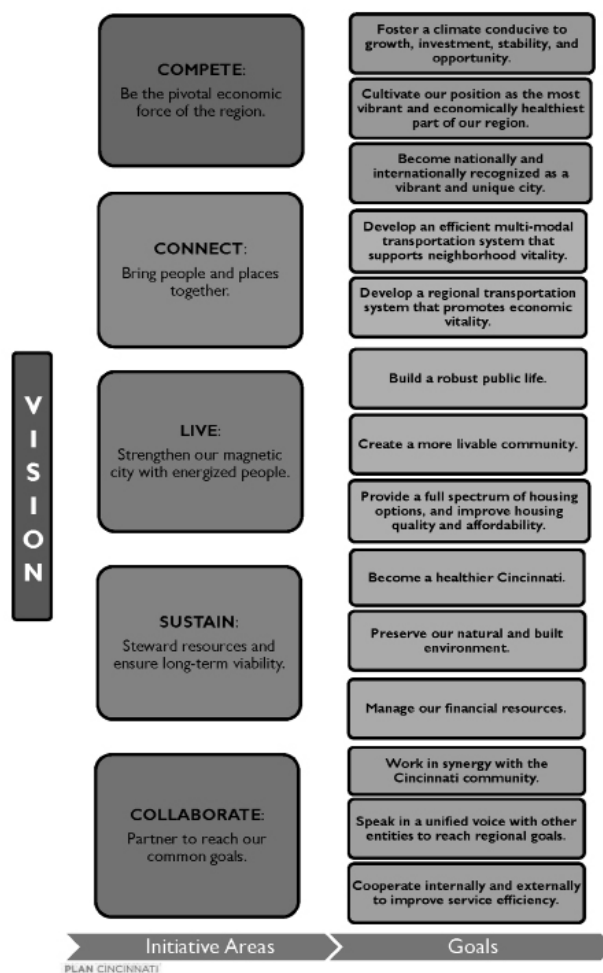 VISION
COMPETE:
Be the pivotal economic
force of the region.
Foster a climate conducive to
growth, investment, stability, and
opportunity.
Cultivate our position as the most
vibrant and economically healthiest
part of our region.
Become nationally and
internationally recognized as a
vibrant and unique city.
CONNECT:
Bring people and places
together.
Develop an efficient multi-modal
transportation system that
supports neighborhood vitality.
Develop a regional transportation
system that promotes economic
vitality.
LIVE:
Strengthen our magnetic
city with energized people.
Build a robust public life.
Create a more livable community.
Provide a full spectrum of housing
options, and improve housing
quality and affordability.
SUSTAIN:
Steward resources and
ensure long-term viability.
Become a healthier Cincinnati.
Preserve our natural and built
environment.
Manage our financial resources.
COLLABORATE:
Partner to reach our
common goals.
Work in synergy with the
Cincinnati community.
Speak in a unified voice with other
entities to reach regional goals.
Cooperate internally and externally
to improve service efficiency.
Initiative Areas
Goals
PLAN CINCINNATI